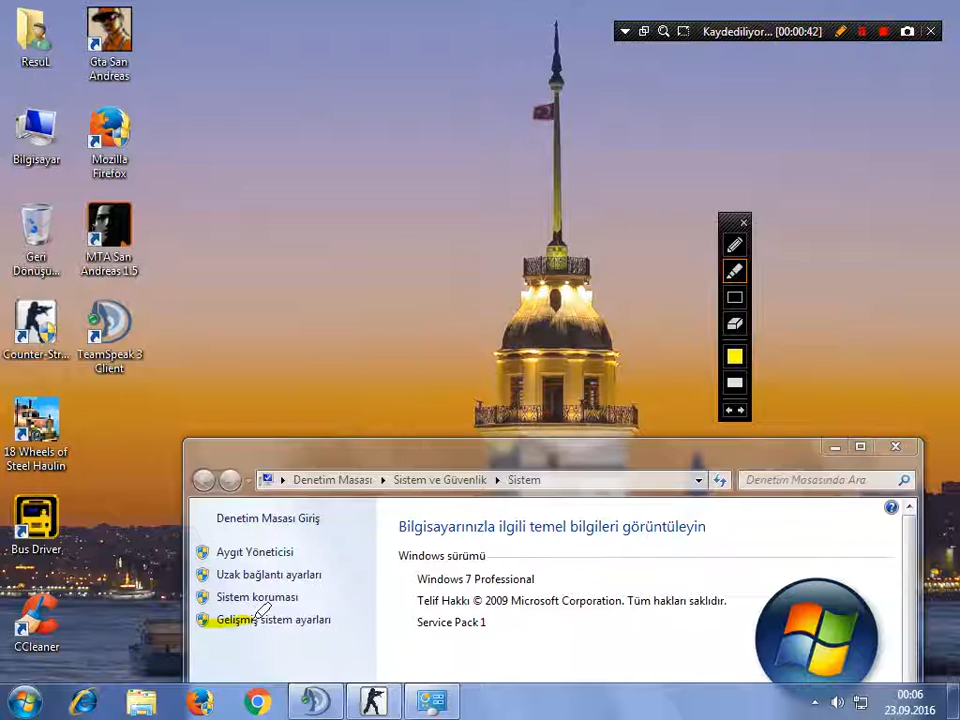 Kaydediliyor... [00:00:42]
ResuL
Gta San
Andreas
Bilgisayar
Mozilla
Firefox
Geri
Dönüşü...
MTA San
Andreas 1.5
Counter-Str...
TeamSpeak 3
Client
18 Wheels of
Steel Haulin
Bus Driver
CCleaner
Denetim Masası
Sistem ve Güvenlik
Sistem
Denetim Masasında Ara
Denetim Masası Giriş
Aygıt Yöneticisi
Uzak bağlantı ayarları
Sistem koruması
Gelişmiş sistem ayarları
Bilgisayarınızla ilgili temel bilgileri görüntüleyin
Windows sürümü
Windows 7 Professional
Telif Hakkı © 2009 Microsoft Corporation. Tüm hakları saklıdır.
Service Pack 1
00:06
23.09.2016